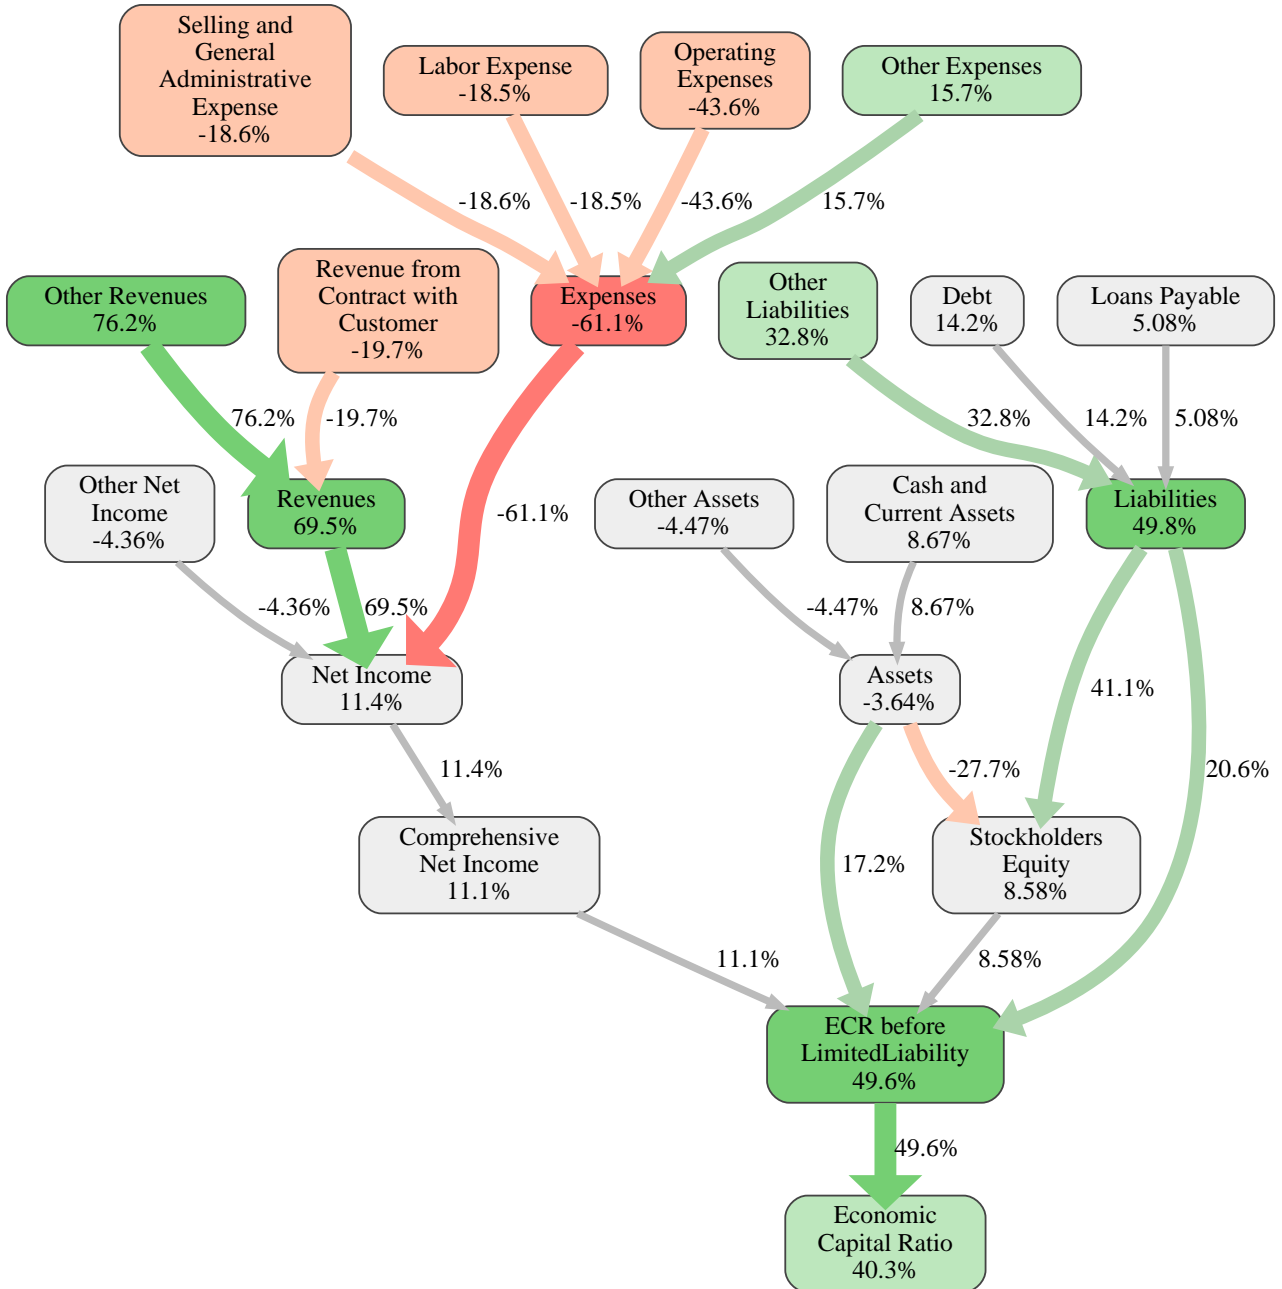 Selling and
General
Administrative
Expense
-18.6%
Labor Expense
-18.5%
Operating
Expenses
-43.6%
Other Expenses
15.7%
-18.6%
-18.5%
-43.6%
15.7%
Other Revenues
76.2%
Revenue from
Contract with
Customer
-19.7%
Expenses
-61.1%
Other
Liabilities
32.8%
Debt
14.2%
Loans Payable
5.08%
76.2%
-19.7%
32.8%
14.2%
5.08%
Other Net
Income
-4.36%
Revenues
69.5%
-61.1%
Other Assets
-4.47%
Cash and
Current Assets
8.67%
Liabilities
49.8%
-4.36%
69.5%
-4.47%
8.67%
Net Income
11.4%
Assets
-3.64%
41.1%
11.4%
-27.7%
20.6%
Comprehensive
Net Income
11.1%
17.2%
Stockholders
Equity
8.58%
11.1%
8.58%
ECR before
LimitedLiability
49.6%
49.6%
Economic
Capital Ratio
40.3%